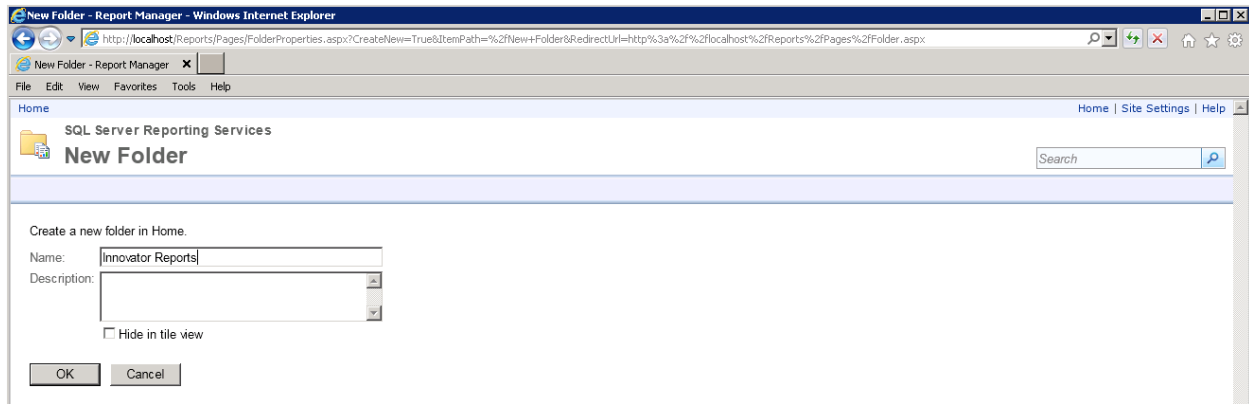 New Folder - Report Manager - Windows Internet Explorer
http://localhost/Reports/Pages/FolderProperties.aspx?CreateNew=True&ItemPath=%2fNew+Folder&RedirectUrl=http%3a%2f%2flocalhost%2fReports%2fPages%2fFolder.aspx
New Folder - Report Manager
File Edit View Favorites Tools Help
Home Home | Site Settings | Help
SQL Server Reporting Services
New Folder
Search
Create a new folder in Home.
Name: Innovator Reports
Description:
Hide in tile view
OK Cancel